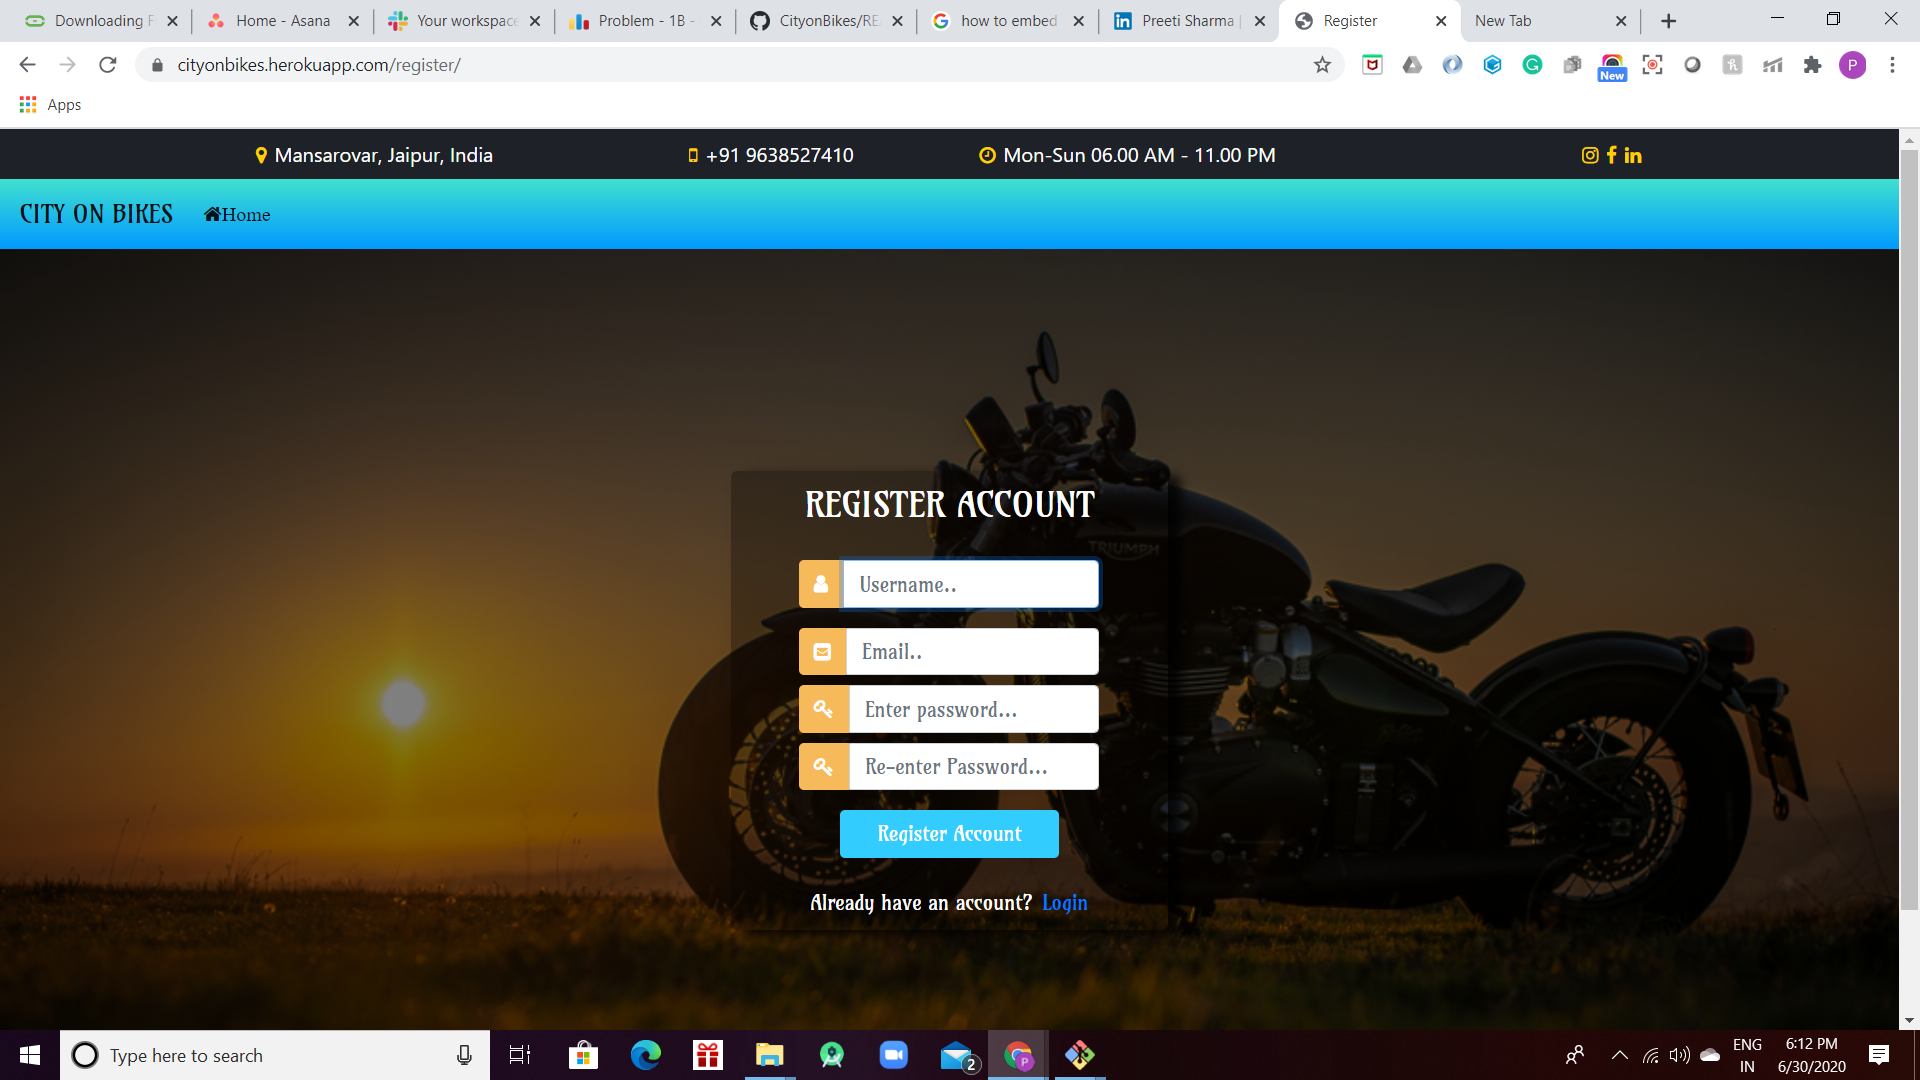 Downloading F
Home - Asana
Your workspace
Problem - 1B -
CityonBikes/RE
how to embed
Preeti Sharma |
Register
New Tab
cityonbikes.herokuapp.com/register/
New
P
Apps
Mansarovar, Jaipur, India
+91 9638527410
Mon-Sun 06.00 AM - 11.00 PM
CITY ON BIKES
Home
REGISTER ACCOUNT
TRIUMPH
Username..
Email..
Enter password...
Re-enter Password...
Register Account
Already have an account? Login
Type here to search
2
P
ENG
IN
6:12 PM
6/30/2020